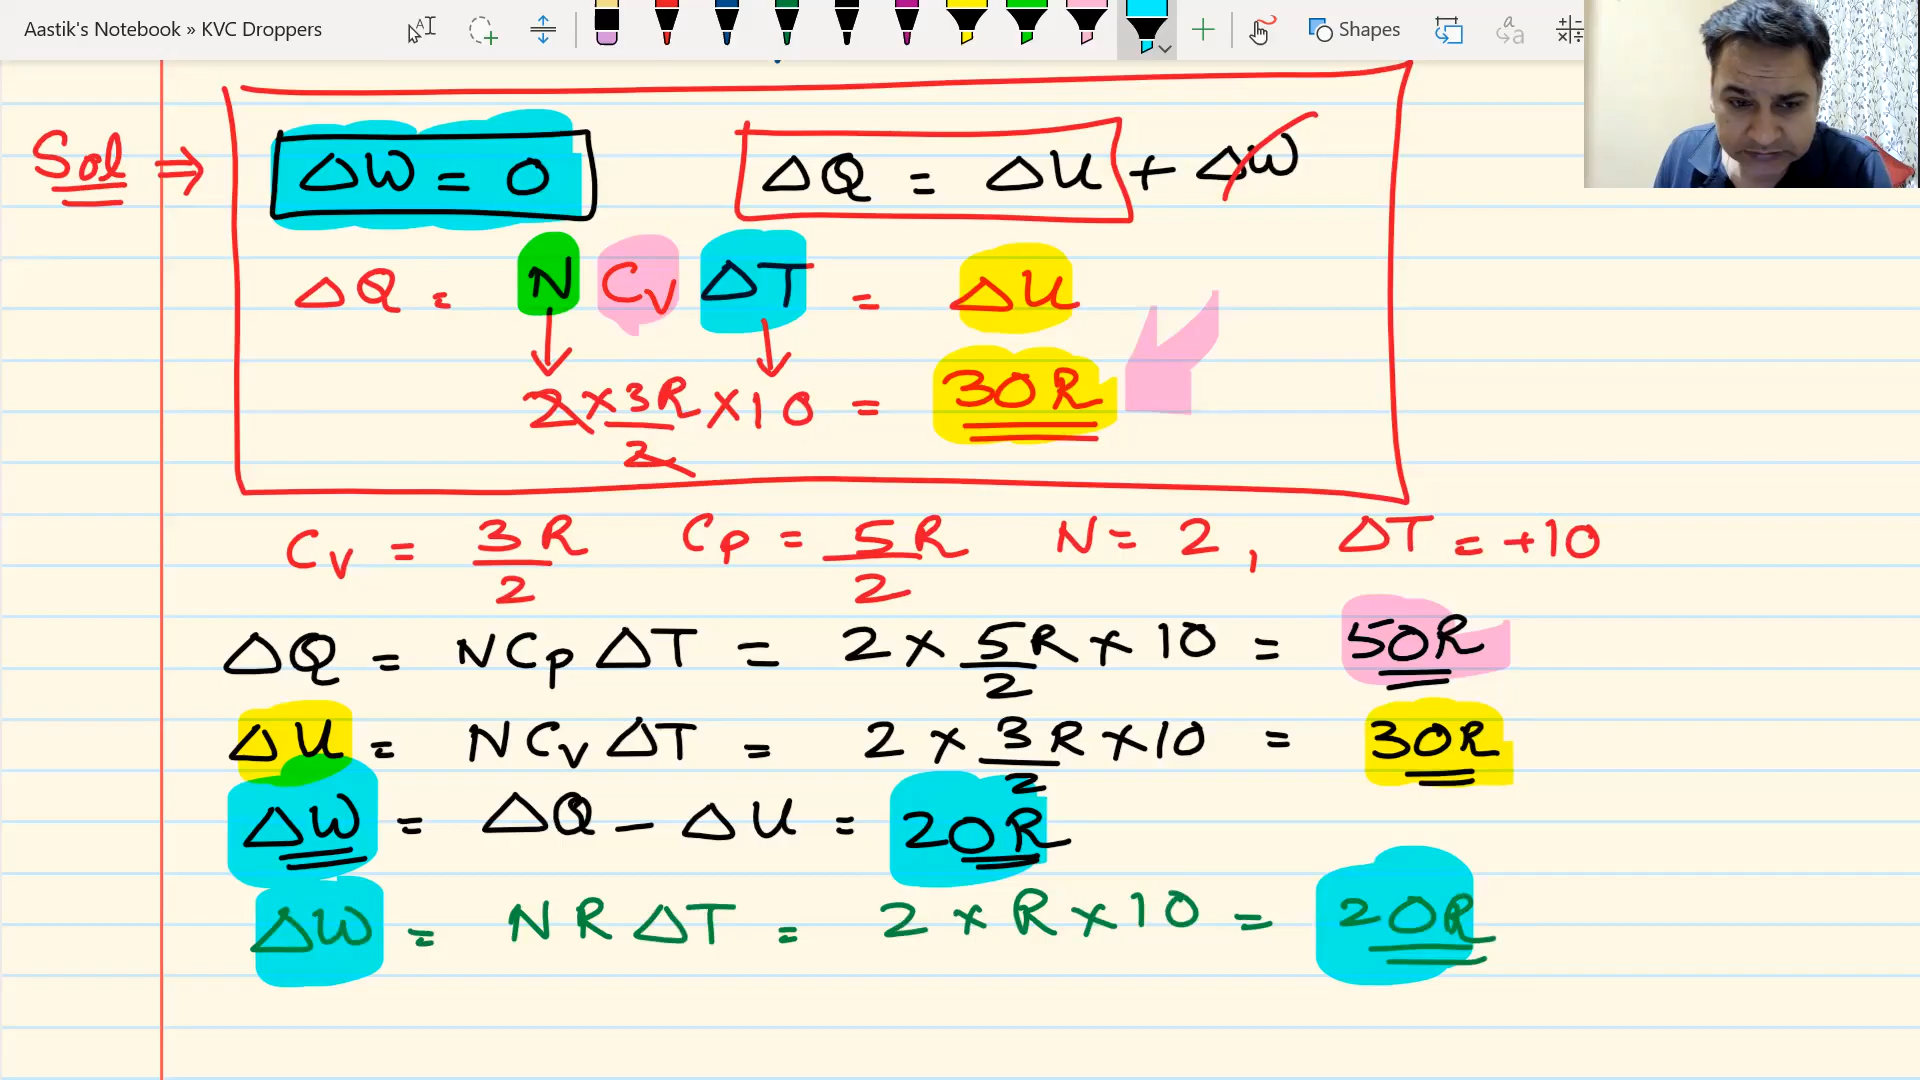 Aastik's Notebook » KVC Droppers
Shapes
Sol ⇒ ΔW = 0 ΔQ = ΔU + ΔW
ΔQ = N Cv ΔT = ΔU
2 × 3R/2 × 10 = 30R
Cv = 3R/2 Cp = 5R/2 N = 2, ΔT = +10
ΔQ = NCp ΔT = 2 × 5R/2 × 10 = 50R
ΔU = NCv ΔT = 2 × 3R/2 × 10 = 30R
ΔW = ΔQ − ΔU = 20R
ΔW = NRΔT = 2 × R × 10 = 20R